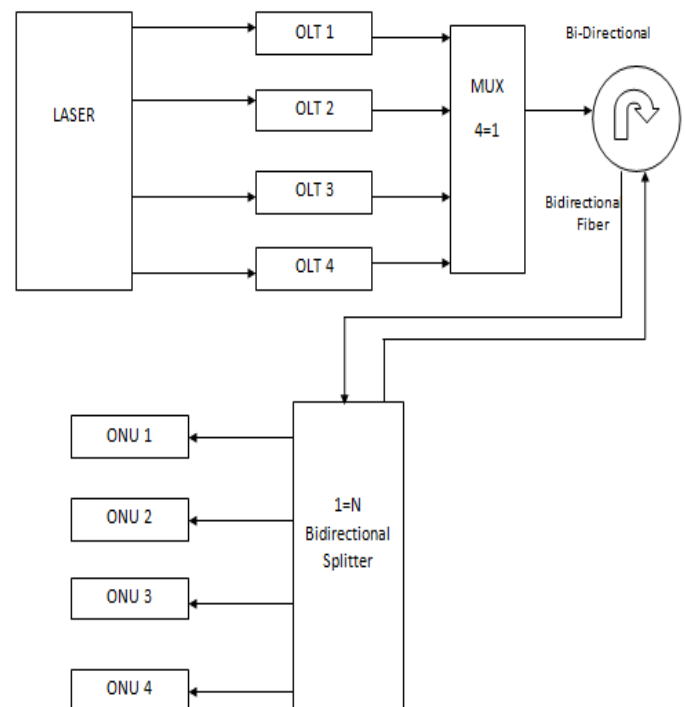 LASER
OLT 1
OLT 2
OLT 3
OLT 4
MUX
4=1
Bi-Directional
Bidirectiona
Fiber
ONU 1
ONU 2
ONU 3
ONU 4
1=N
Bidirectional
Splitter